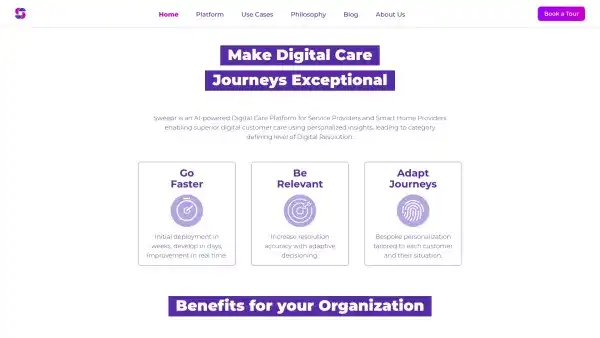 Home Platform Use Cases Philosophy Blog About Us Book a Tour
Make Digital Care
Journeys Exceptional
Sweepr is an AI-powered Digital Care Platform for Service Providers and Smart Home Providers
enabling superior digital customer care using personalized insights, leading to category
defining level of Digital Resolution.
Go
Faster
Initial deployment in
weeks, develop in days,
improvement in real time.
Be
Relevant
Increase resolution
accuracy with adaptive
decisioning.
Adapt
Journeys
Bespoke personalization
tailored to each customer
and their situation.
Benefits for your Organization